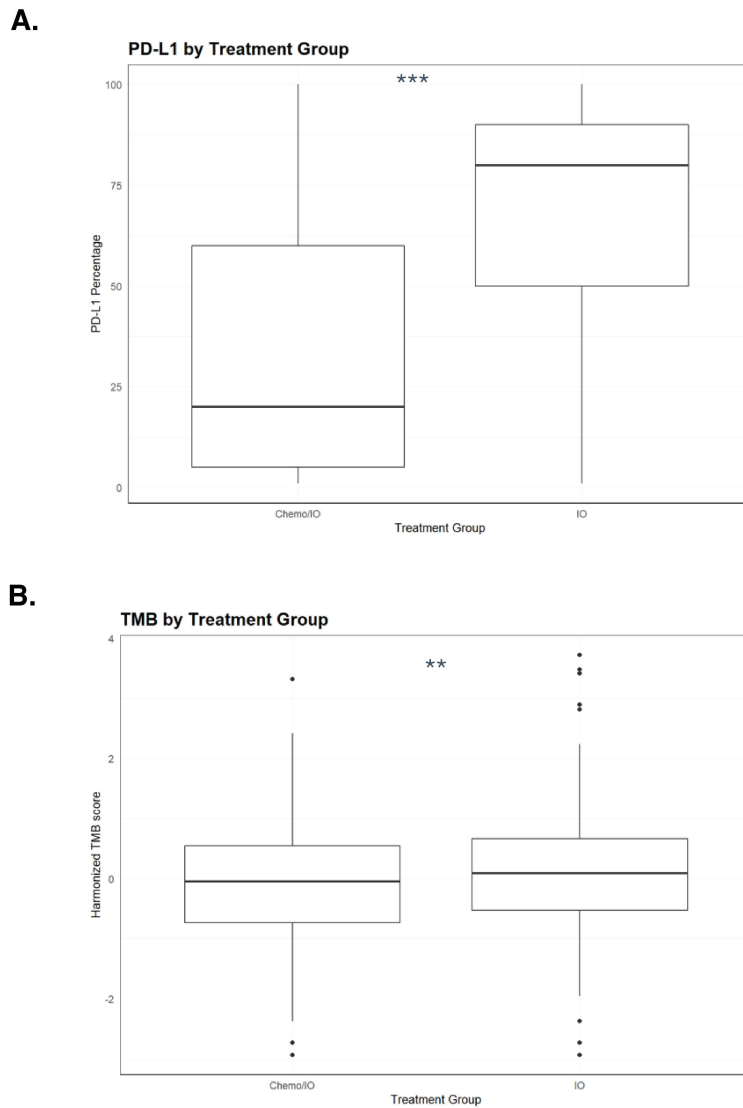 A.
PD-L1 by Treatment Group
***
100
75
50
25
0
PD-L1 Percentage
Chemo/IO IO
Treatment Group
B.
TMB by Treatment Group
**
4
2
0
-2
Harmonized TMB score
Chemo/IO IO
Treatment Group